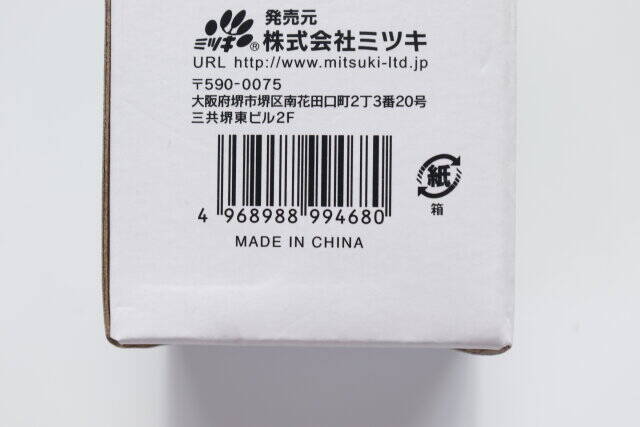 発売元
ミツキ® 株式会社ミツキ
URL http://www.mitsuki-ltd.jp
〒590-0075
大阪府堺市堺区南花田口町2丁3番20号
三共堺東ビル2F
4 968988 994680
紙
箱
MADE IN CHINA